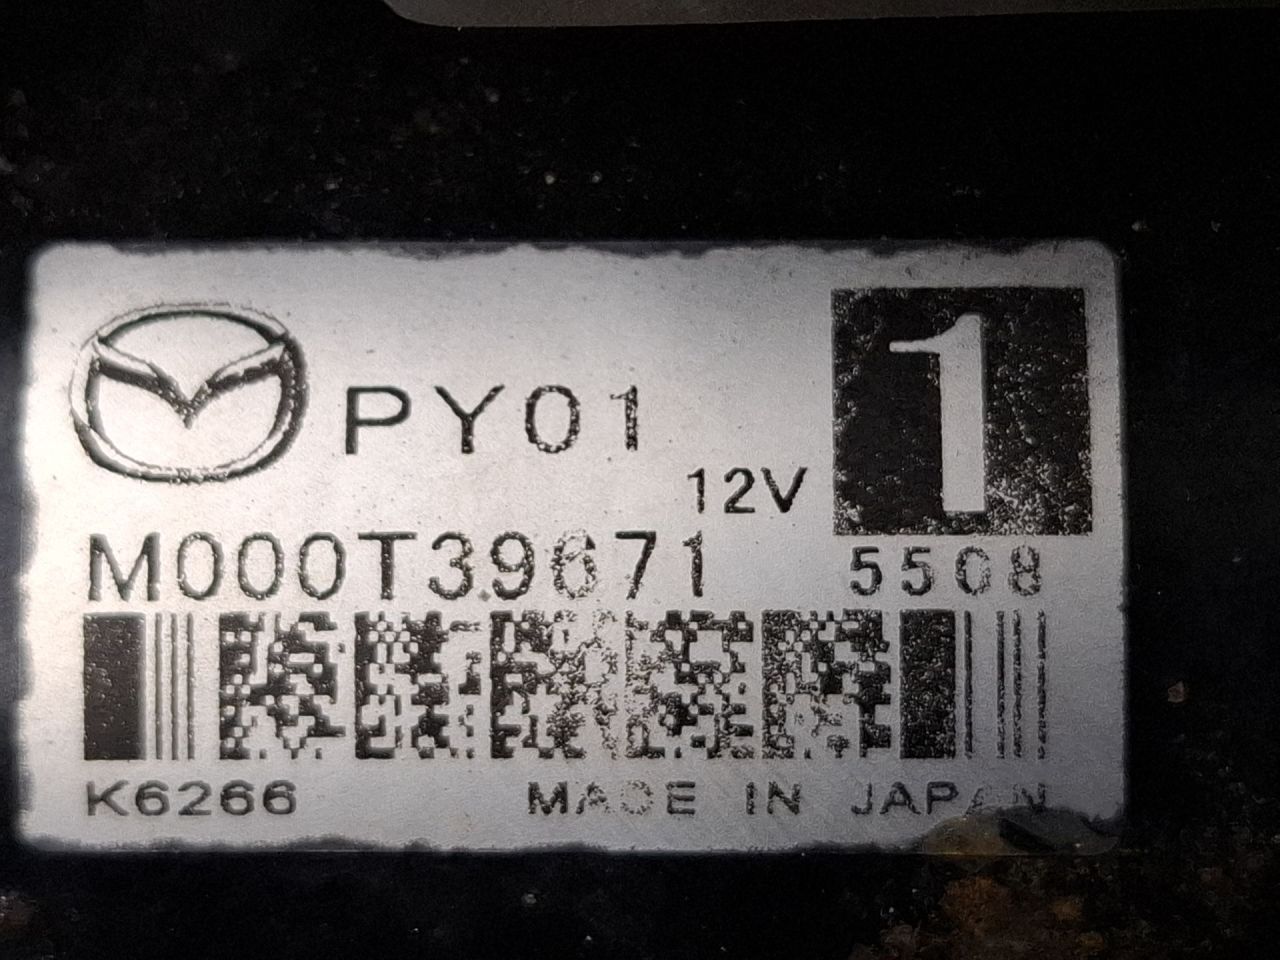 PY01
1
12V
M000T39671
5508
K6266
MADE IN JAPAN